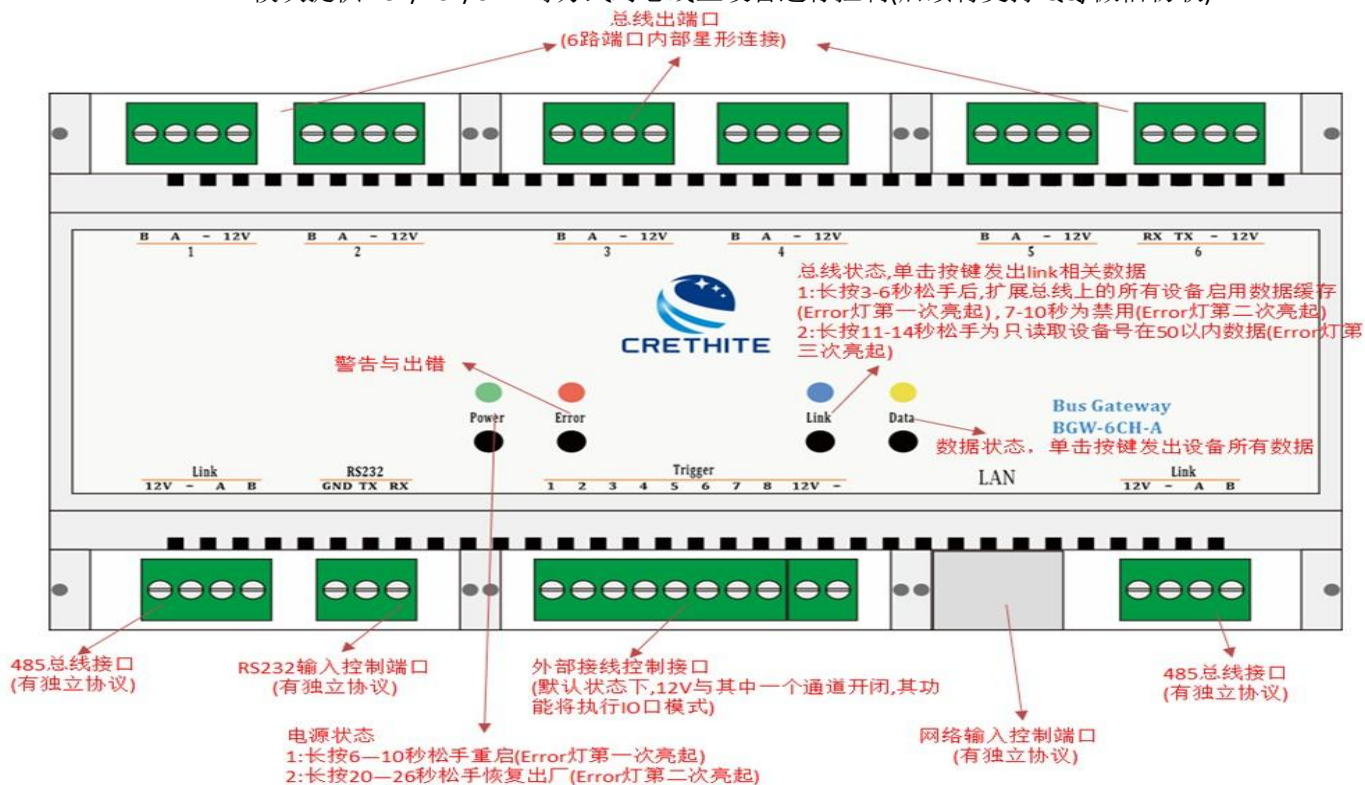 总线出端口
(6路端口内部星形连接)
B A - 12V
1
B A - 12V
2
B A - 12V
3
B A - 12V
4
B A - 12V
5
RX TX - 12V
6
总线状态,单击按键发出link相关数据
1:长按3-6秒松手后,扩展总线上的所有设备启用数据缓存
(Error灯第一次亮起) , 7-10秒为禁用(Error灯第二次亮起)
2:长按11-14秒松手为只读取设备号在50以内数据(Error灯第
三次亮起)
CRETHITE
警告与出错
Power
Error
Link
Data
Bus Gateway
BGW-6CH-A
数据状态，单击按键发出设备所有数据
Link
12V - A B
RS232
GND TX RX
Trigger
1 2 3 4 5 6 7 8 12V -
LAN
Link
12V - A B
485总线接口
(有独立协议)
RS232输入控制端口
(有独立协议)
外部接线控制接口
(默认状态下,12V与其中一个通道开闭,其功
能将执行IO口模式)
485总线接口
(有独立协议)
电源状态
1:长按6—10秒松手重启(Error灯第一次亮起)
2:长按20—26秒松手恢复出厂(Error灯第二次亮起)
网络输入控制端口
(有独立协议)